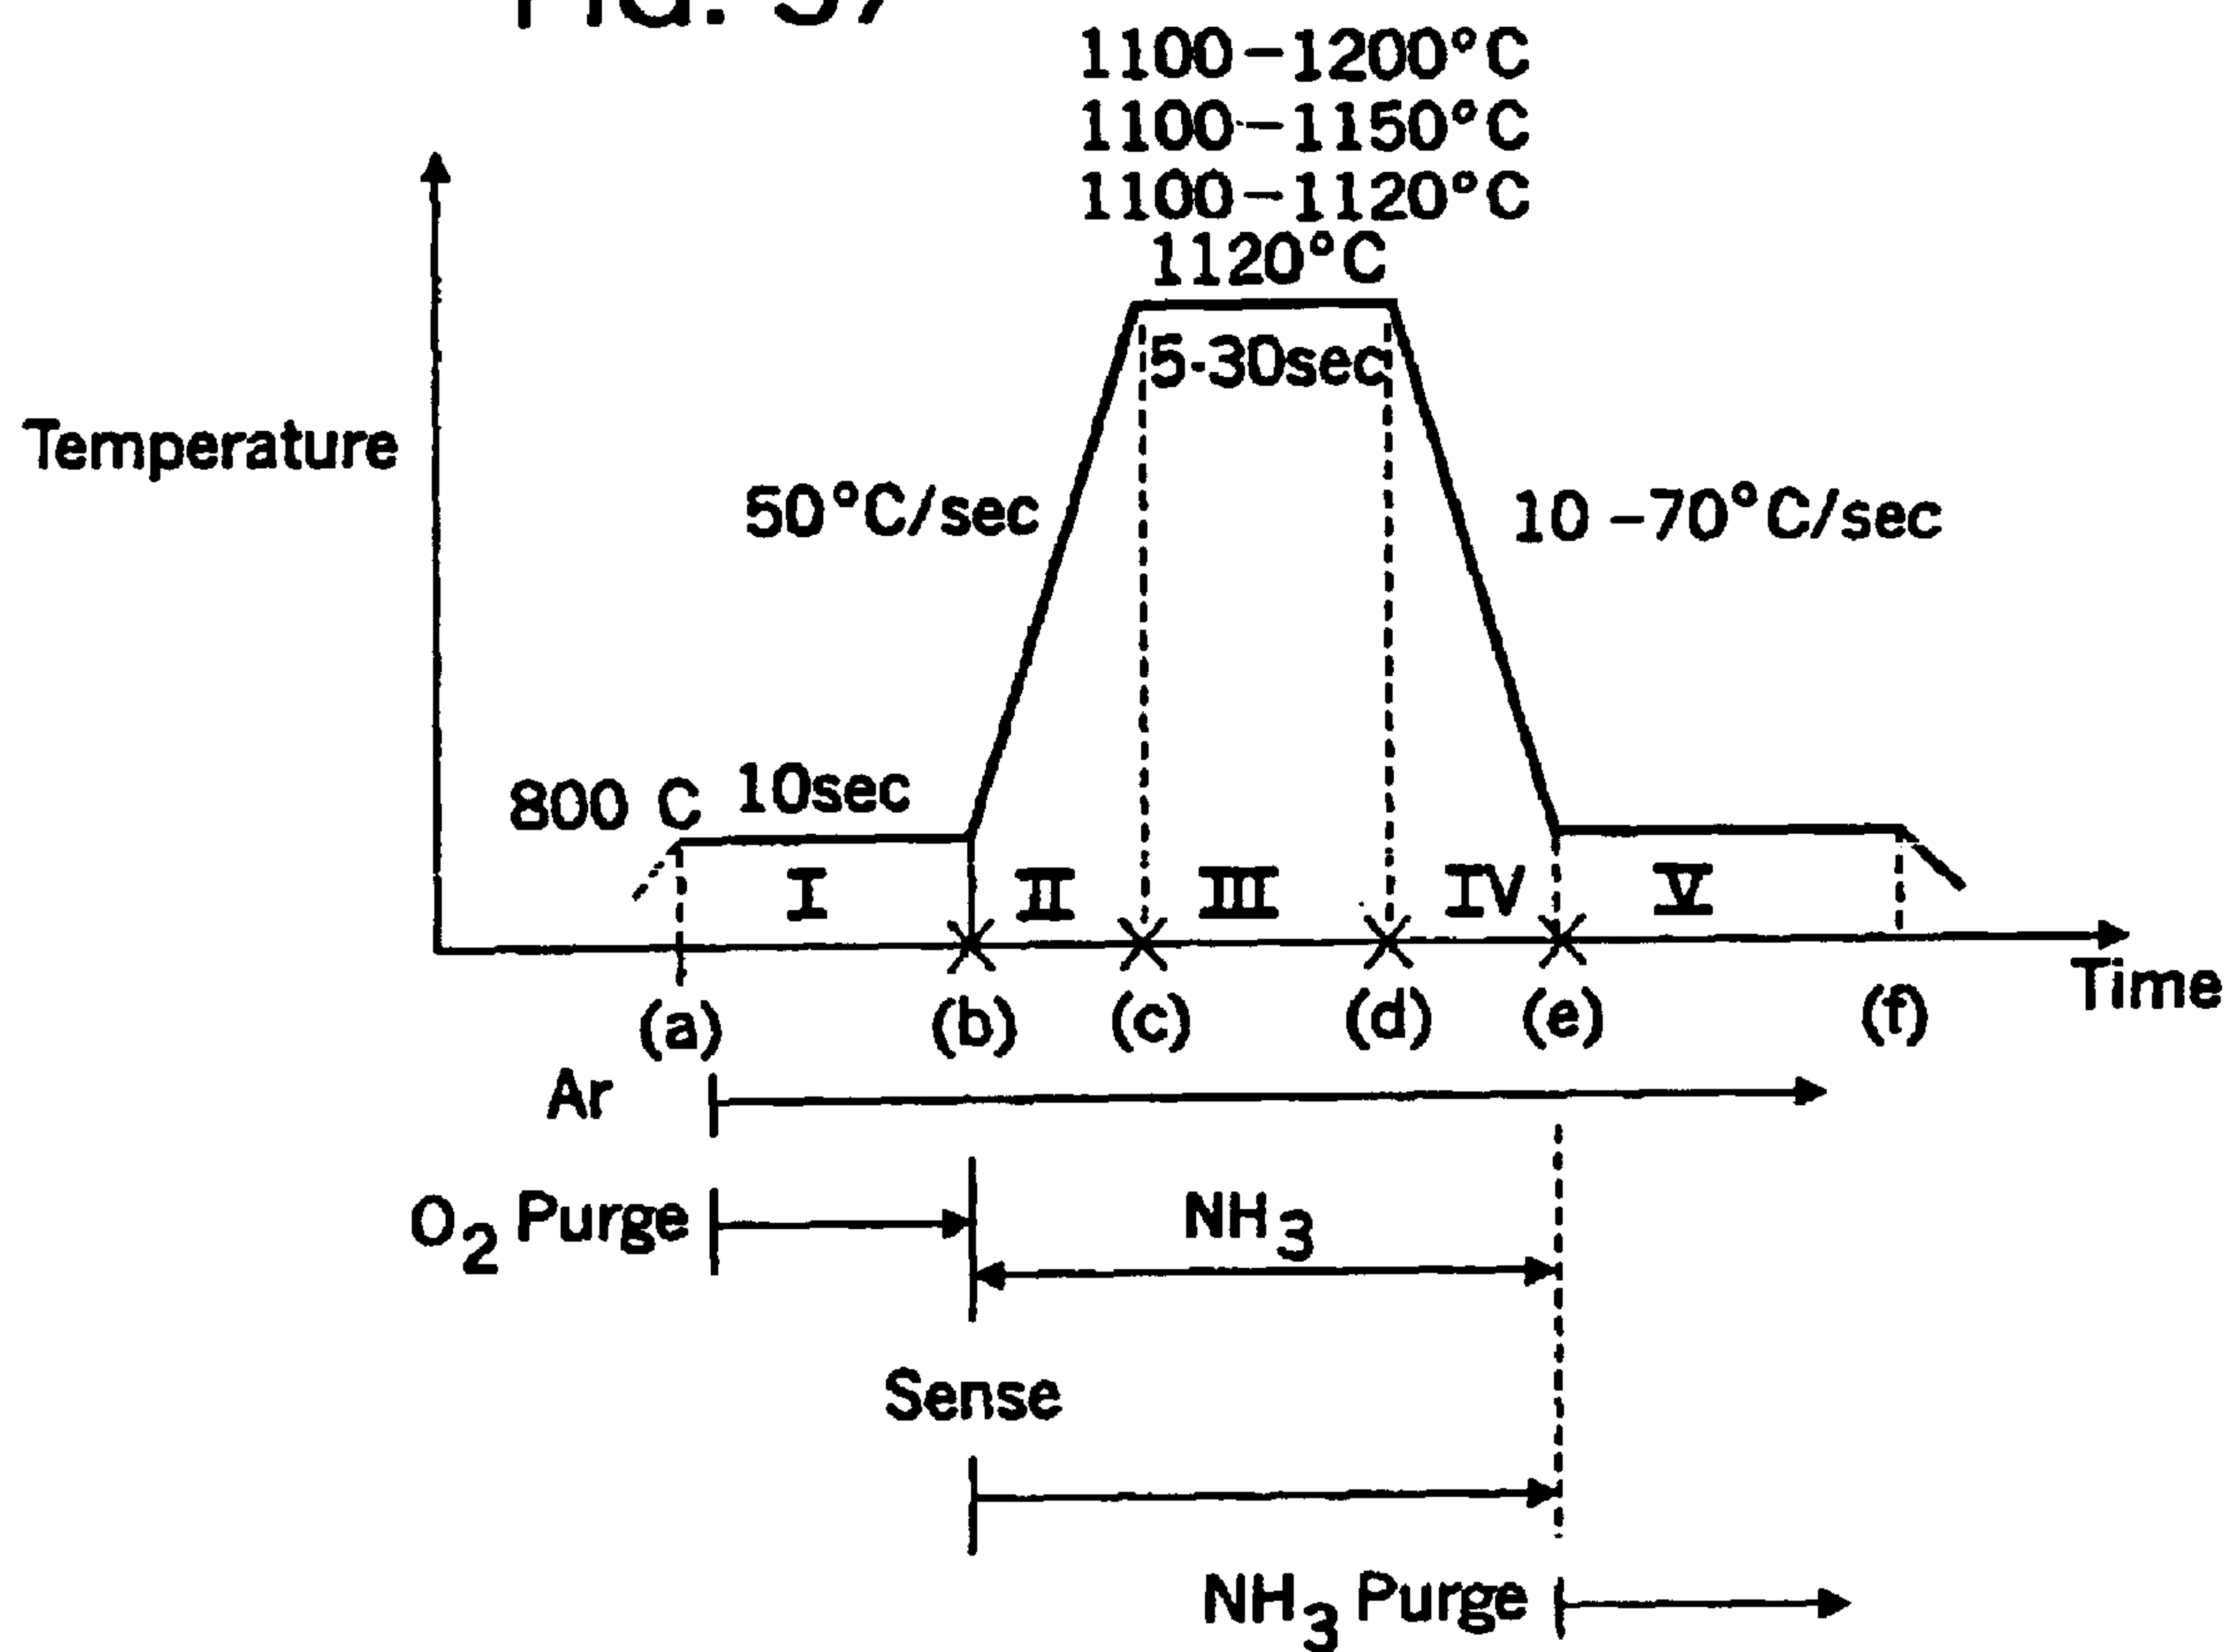 1100-1200°C
1100-1150°C
1100-1120°C
1120°C
5-30sec
Temperature
50°C/sec
10-70°C/sec
800 C 10sec
I II III IV V
Time
(a) (b) (c) (d) (e) (f)
Ar
O2 Purge NH3
Sense
NH3 Purge